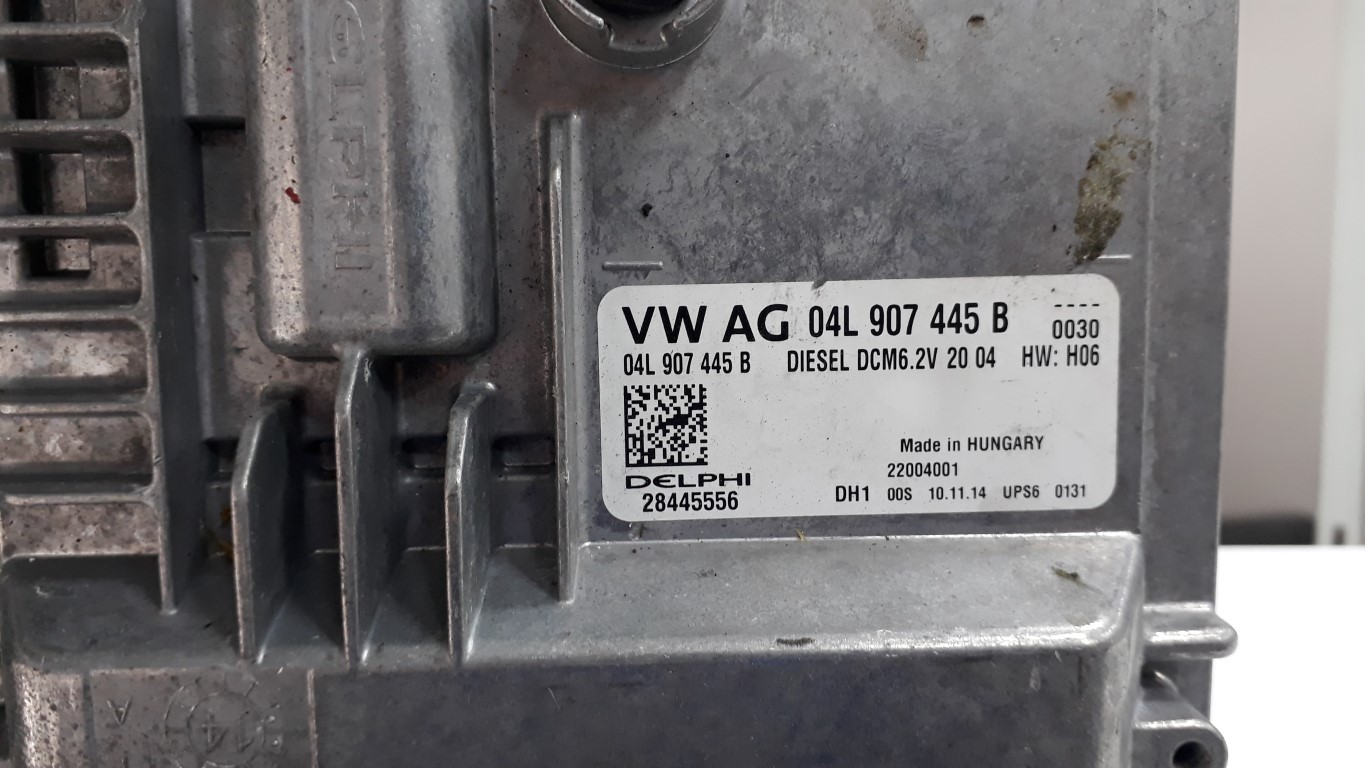 DELPHI
VW AG 04L 907 445 B ----
0030
04L 907 445 B DIESEL DCM6.2V 20 04 HW: H06
Made in HUNGARY
22004001
DELPHI
28445556 DH1 00S 10.11.14 UPS6 0131
A
14